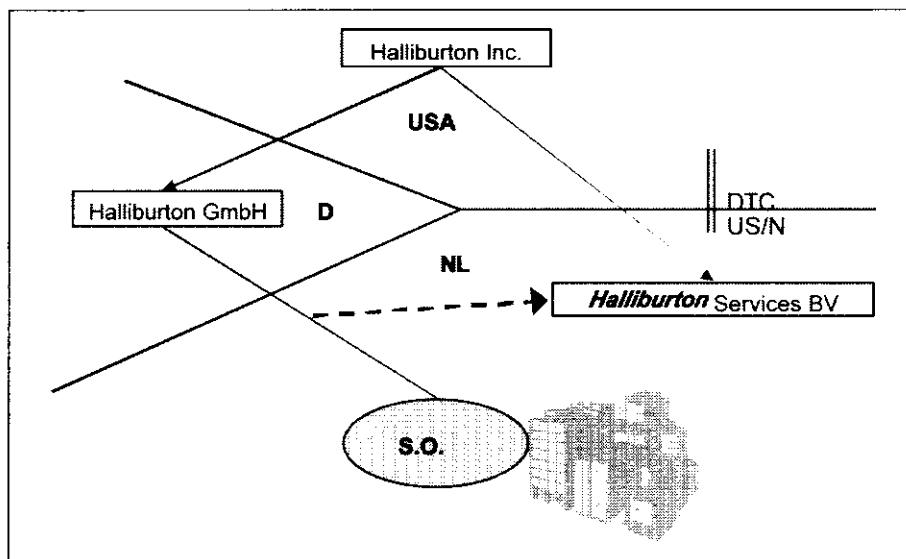 Halliburton Inc.
USA
Halliburton GmbH
D
DTC
US/N
NL
Halliburton Services BV
S.O.